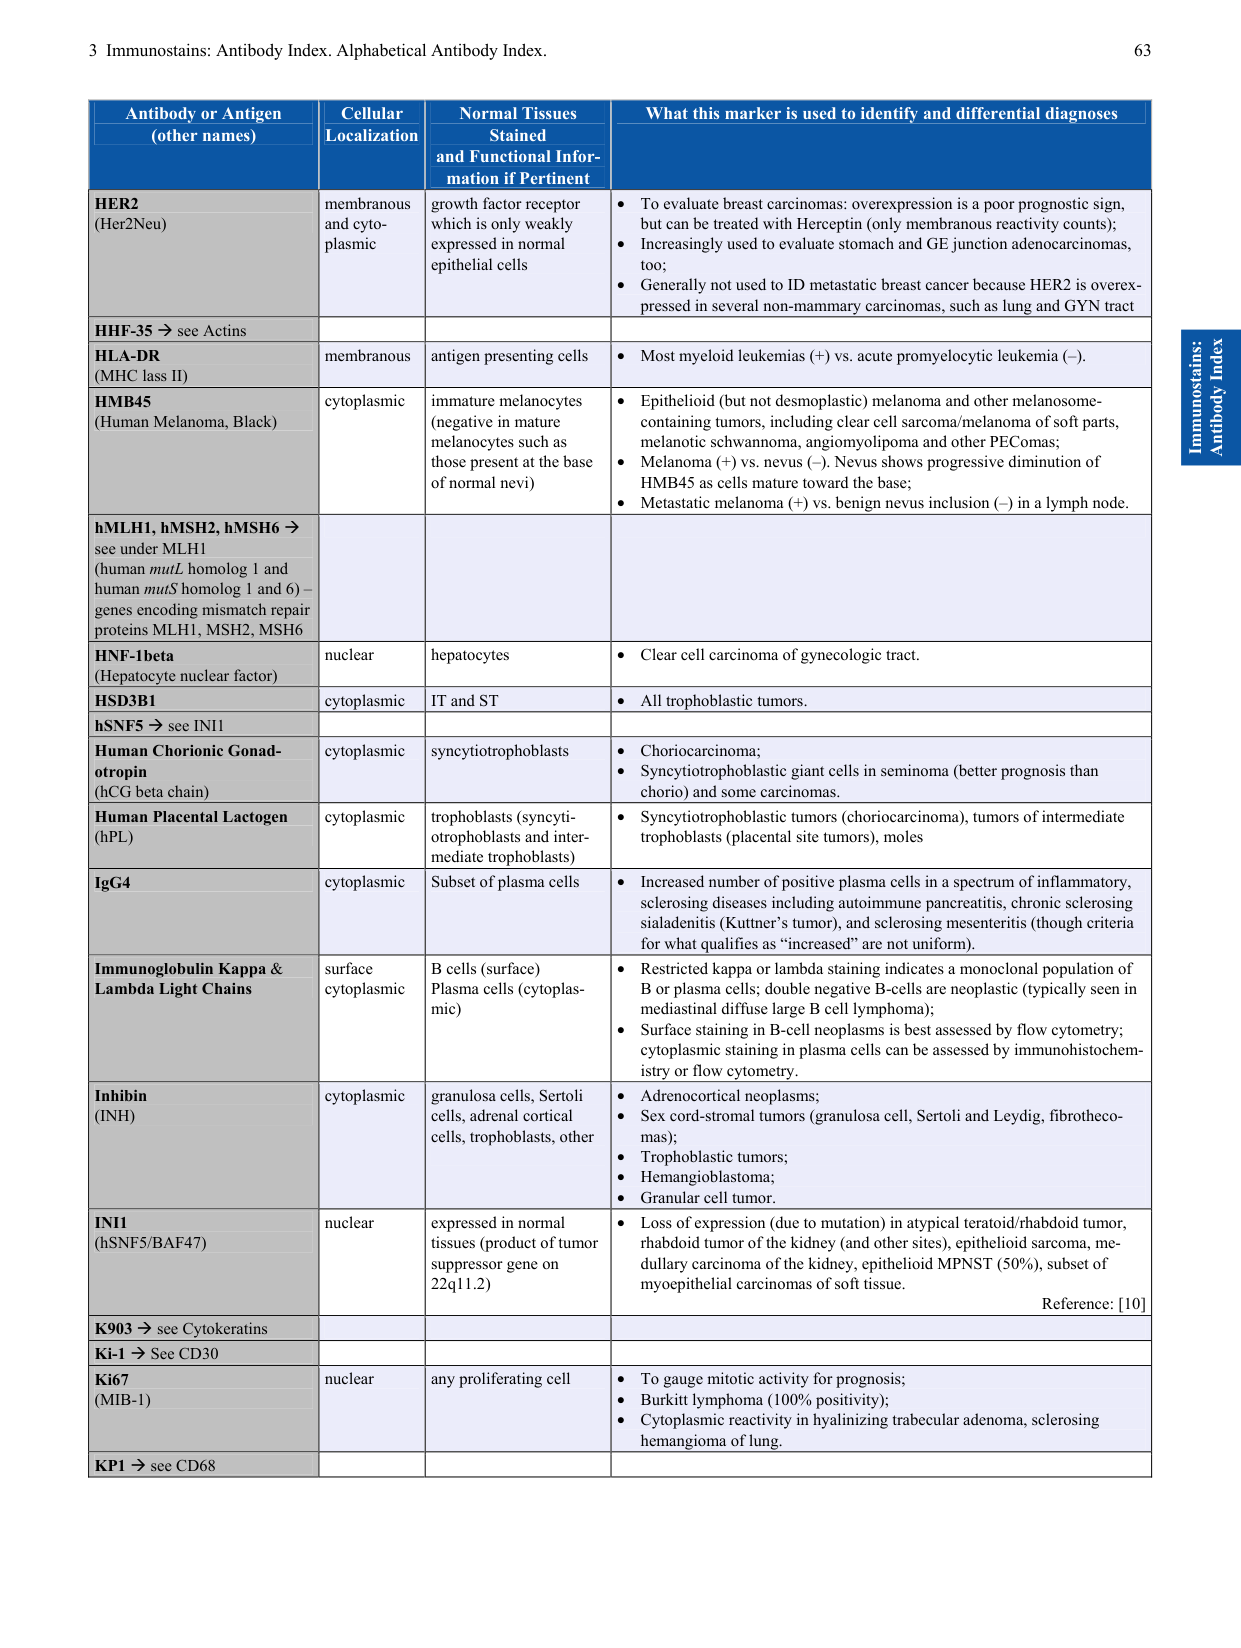 3 Immunostains: Antibody Index. Alphabetical Antibody Index.
63
Antibody or Antigen
(other names)
Cellular
Localization
Normal Tissues
Stained
and Functional Infor-
mation if Pertinent
What this marker is used to identify and differential diagnoses
HER2
(Her2Neu)
membranous
and cyto-
plasmic
growth factor receptor
which is only weakly
expressed in normal
epithelial cells
• To evaluate breast carcinomas: overexpression is a poor prognostic sign,
but can be treated with Herceptin (only membranous reactivity counts);
• Increasingly used to evaluate stomach and GE junction adenocarcinomas,
too;
• Generally not used to ID metastatic breast cancer because HER2 is overex-
pressed in several non-mammary carcinomas, such as lung and GYN tract
HHF-35 → see Actins
HLA-DR
(MHC lass II)
membranous
antigen presenting cells
• Most myeloid leukemias (+) vs. acute promyelocytic leukemia (–).
HMB45
(Human Melanoma, Black)
cytoplasmic
immature melanocytes
(negative in mature
melanocytes such as
those present at the base
of normal nevi)
• Epithelioid (but not desmoplastic) melanoma and other melanosome-
containing tumors, including clear cell sarcoma/melanoma of soft parts,
melanotic schwannoma, angiomyolipoma and other PEComas;
• Melanoma (+) vs. nevus (–). Nevus shows progressive diminution of
HMB45 as cells mature toward the base;
• Metastatic melanoma (+) vs. benign nevus inclusion (–) in a lymph node.
hMLH1, hMSH2, hMSH6 →
see under MLH1
(human mutL homolog 1 and
human mutS homolog 1 and 6) –
genes encoding mismatch repair
proteins MLH1, MSH2, MSH6
HNF-1beta
(Hepatocyte nuclear factor)
nuclear
hepatocytes
• Clear cell carcinoma of gynecologic tract.
HSD3B1
cytoplasmic
IT and ST
• All trophoblastic tumors.
hSNF5 → see INI1
Human Chorionic Gonad-
otropin
(hCG beta chain)
cytoplasmic
syncytiotrophoblasts
• Choriocarcinoma;
• Syncytiotrophoblastic giant cells in seminoma (better prognosis than
chorio) and some carcinomas.
Human Placental Lactogen
(hPL)
cytoplasmic
trophoblasts (syncyti-
otrophoblasts and inter-
mediate trophoblasts)
• Syncytiotrophoblastic tumors (choriocarcinoma), tumors of intermediate
trophoblasts (placental site tumors), moles
IgG4
cytoplasmic
Subset of plasma cells
• Increased number of positive plasma cells in a spectrum of inflammatory,
sclerosing diseases including autoimmune pancreatitis, chronic sclerosing
sialadenitis (Kuttner’s tumor), and sclerosing mesenteritis (though criteria
for what qualifies as “increased” are not uniform).
Immunoglobulin Kappa &
Lambda Light Chains
surface
cytoplasmic
B cells (surface)
Plasma cells (cytoplas-
mic)
• Restricted kappa or lambda staining indicates a monoclonal population of
B or plasma cells; double negative B-cells are neoplastic (typically seen in
mediastinal diffuse large B cell lymphoma);
• Surface staining in B-cell neoplasms is best assessed by flow cytometry;
cytoplasmic staining in plasma cells can be assessed by immunohistochem-
istry or flow cytometry.
Inhibin
(INH)
cytoplasmic
granulosa cells, Sertoli
cells, adrenal cortical
cells, trophoblasts, other
• Adrenocortical neoplasms;
• Sex cord-stromal tumors (granulosa cell, Sertoli and Leydig, fibrotheco-
mas);
• Trophoblastic tumors;
• Hemangioblastoma;
• Granular cell tumor.
INI1
(hSNF5/BAF47)
nuclear
expressed in normal
tissues (product of tumor
suppressor gene on
22q11.2)
• Loss of expression (due to mutation) in atypical teratoid/rhabdoid tumor,
rhabdoid tumor of the kidney (and other sites), epithelioid sarcoma, me-
dullary carcinoma of the kidney, epithelioid MPNST (50%), subset of
myoepithelial carcinomas of soft tissue.
Reference: [10]
K903 → see Cytokeratins
Ki-1 → See CD30
Ki67
(MIB-1)
nuclear
any proliferating cell
• To gauge mitotic activity for prognosis;
• Burkitt lymphoma (100% positivity);
• Cytoplasmic reactivity in hyalinizing trabecular adenoma, sclerosing
hemangioma of lung.
KP1 → see CD68
Immunostains:
Antibody Index